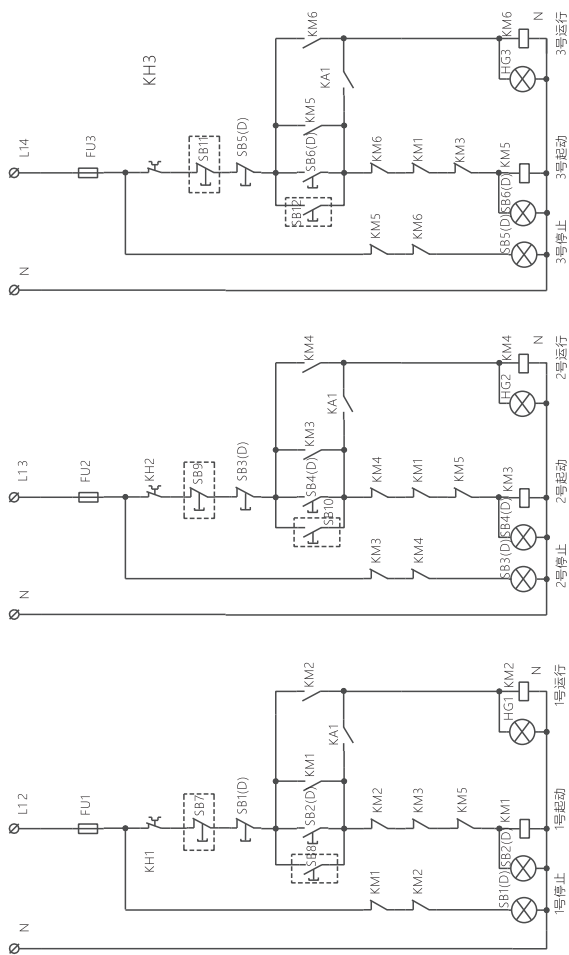 KM6
KM6
N
3号运行
KH3
KA1
HG3
L14
FU3
SB11
SB5(D)
KM5
SB6(D)
KM6
KM1
KM3
KM5
3号起动
SB12
SB6(D)
KM5
KM6
SB5(D)
3号停止
N
KM4
KM4
N
2号运行
KA1
HG2
L13
FU2
KH2
SB9
SB3(D)
KM3
SB4(D)
KM4
KM1
KM5
KM3
2号起动
SB10
SB4(D)
KM3
KM4
SB3(D)
2号停止
N
KM2
KM2
N
1号运行
KA1
HG1
L12
FU1
KH1
SB7
SB1(D)
KM1
SB2(D)
KM2
KM3
KM5
KM1
1号起动
SB8
SB2(D)
KM1
KM2
SB1(D)
1号停止
N